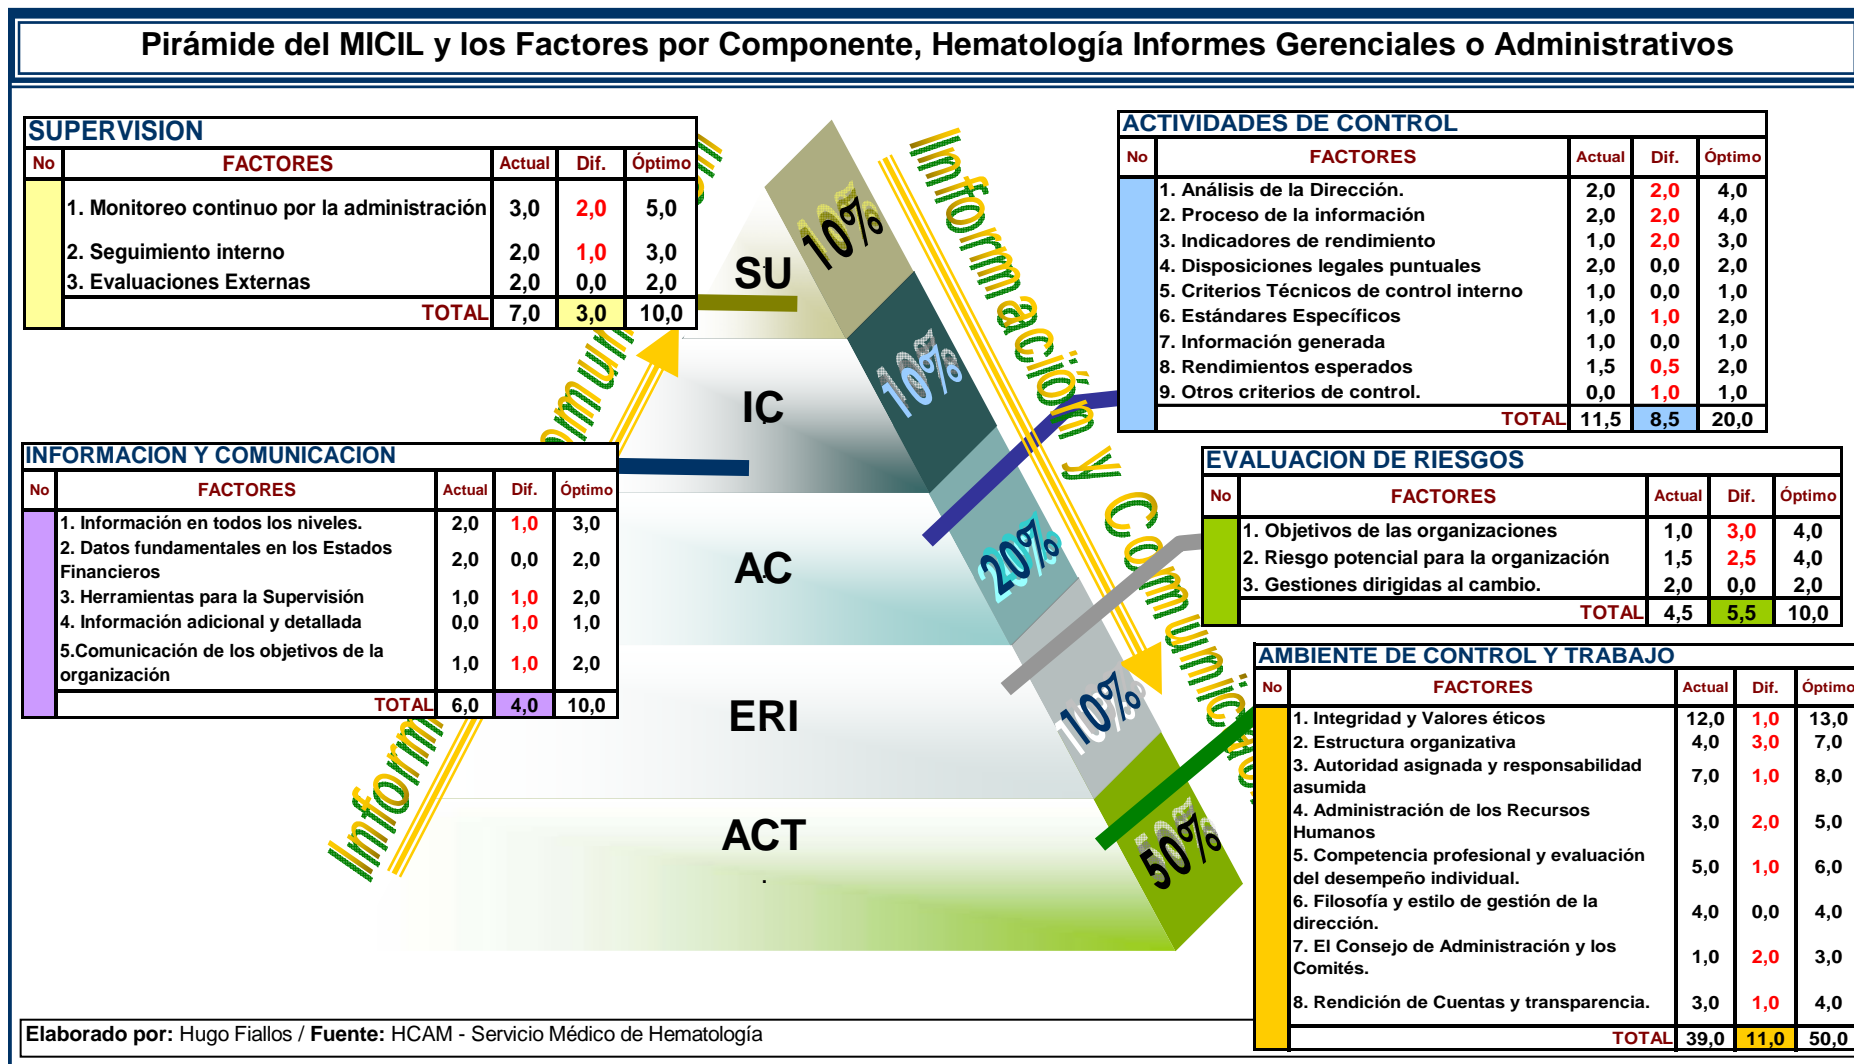 Pirámide del MICIL y los Factores por Componente, Hematología Informes Gerenciales o Administrativos
SUPERVISION
No FACTORES Actual Dif. Óptimo
1. Monitoreo continuo por la administración 3,0 2,0 5,0
2. Seguimiento interno 2,0 1,0 3,0
3. Evaluaciones Externas 2,0 0,0 2,0
TOTAL 7,0 3,0 10,0
INFORMACION Y COMUNICACION
No FACTORES Actual Dif. Óptimo
1. Información en todos los niveles. 2,0 1,0 3,0
2. Datos fundamentales en los Estados
Financieros 2,0 0,0 2,0
3. Herramientas para la Supervisión 1,0 1,0 2,0
4. Información adicional y detallada 0,0 1,0 1,0
5.Comunicación de los objetivos de la
organización 1,0 1,0 2,0
TOTAL 6,0 4,0 10,0
SU
IC
AC
ERI
ACT
10%
10%
20%
10%
50%
Información y Comunicación
ACTIVIDADES DE CONTROL
No FACTORES Actual Dif. Óptimo
1. Análisis de la Dirección. 2,0 2,0 4,0
2. Proceso de la información 2,0 2,0 4,0
3. Indicadores de rendimiento 1,0 2,0 3,0
4. Disposiciones legales puntuales 2,0 0,0 2,0
5. Criterios Técnicos de control interno 1,0 0,0 1,0
6. Estándares Específicos 1,0 1,0 2,0
7. Información generada 1,0 0,0 1,0
8. Rendimientos esperados 1,5 0,5 2,0
9. Otros criterios de control. 0,0 1,0 1,0
TOTAL 11,5 8,5 20,0
EVALUACION DE RIESGOS
No FACTORES Actual Dif. Óptimo
1. Objetivos de las organizaciones 1,0 3,0 4,0
2. Riesgo potencial para la organización 1,5 2,5 4,0
3. Gestiones dirigidas al cambio. 2,0 0,0 2,0
TOTAL 4,5 5,5 10,0
AMBIENTE DE CONTROL Y TRABAJO
No FACTORES Actual Dif. Óptimo
1. Integridad y Valores éticos 12,0 1,0 13,0
2. Estructura organizativa 4,0 3,0 7,0
3. Autoridad asignada y responsabilidad
asumida 7,0 1,0 8,0
4. Administración de los Recursos
Humanos 3,0 2,0 5,0
5. Competencia profesional y evaluación
del desempeño individual. 5,0 1,0 6,0
6. Filosofía y estilo de gestión de la
dirección. 4,0 0,0 4,0
7. El Consejo de Administración y los
Comités. 1,0 2,0 3,0
8. Rendición de Cuentas y transparencia. 3,0 1,0 4,0
TOTAL 39,0 11,0 50,0
Elaborado por: Hugo Fiallos / Fuente: HCAM - Servicio Médico de Hematología